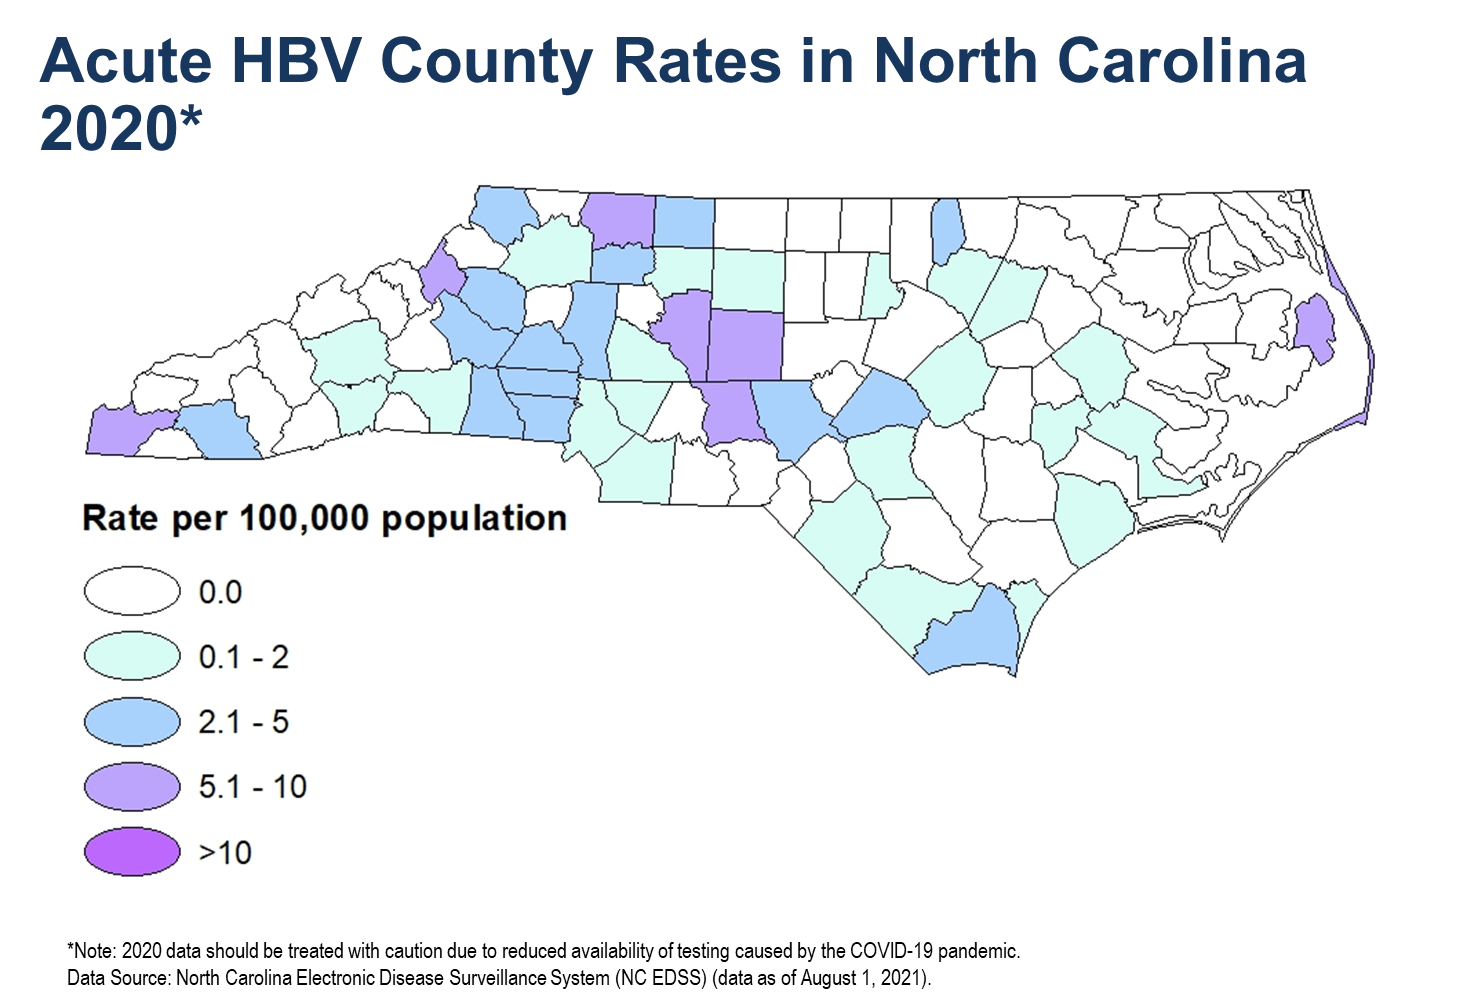 Acute HBV County Rates in North Carolina
2020*
Rate per 100,000 population
0.0
0.1 - 2
2.1 - 5
5.1 - 10
>10
*Note: 2020 data should be treated with caution due to reduced availability of testing caused by the COVID-19 pandemic.
Data Source: North Carolina Electronic Disease Surveillance System (NC EDSS) (data as of August 1, 2021).